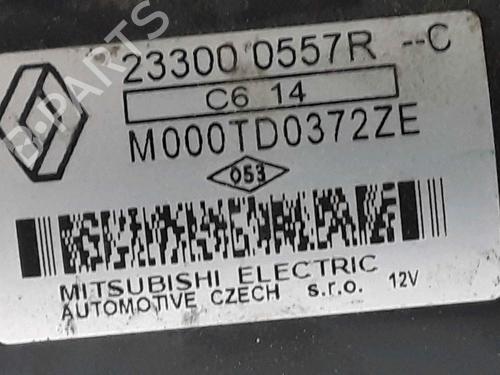 23300 0557R --C
C6 14
M000TD0372ZE
053
MITSUBISHI ELECTRIC
AUTOMOTIVE CZECH s.r.o. 12V